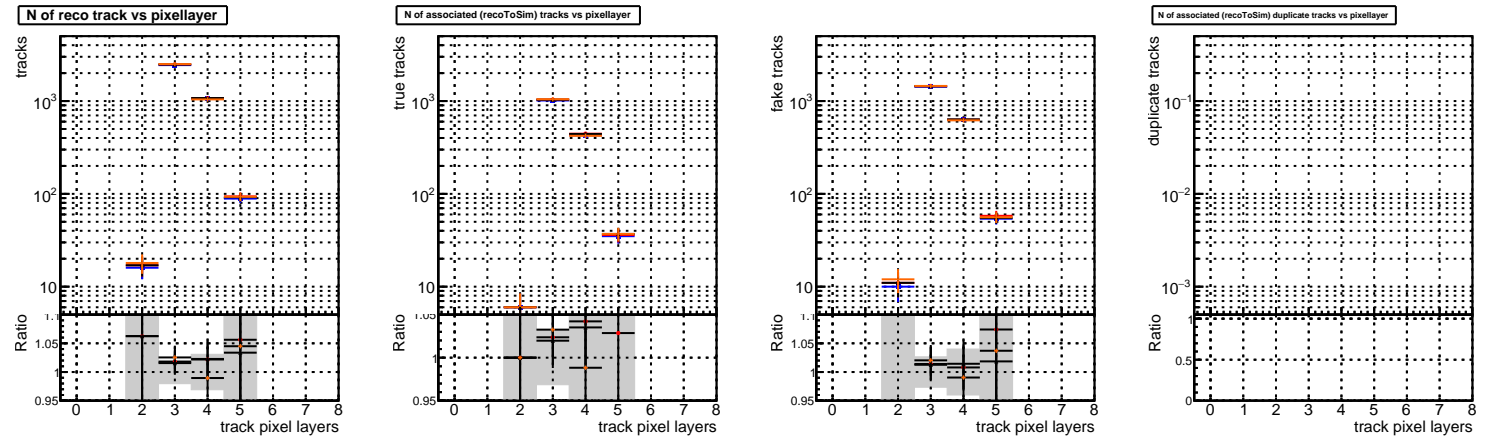 N of reco track vs pixellayer
tracks
10³
10²
10
Ratio
1.1
1.05
1
0.95
0 1 2 3 4 5 6 7 8
track pixel layers
N of associated (recoToSim) tracks vs pixellayer
true tracks
10³
10²
10
Ratio
1.05
1
0.95
0 1 2 3 4 5 6 7 8
track pixel layers
fake tracks
10³
10²
10
Ratio
1.1
1.05
1
0.95
0 1 2 3 4 5 6 7 8
track pixel layers
N of associated (recoToSim) duplicate tracks vs pixellayer
duplicate tracks
10⁻¹
10⁻²
10⁻³
Ratio
1
0.5
0
0 1 2 3 4 5 6 7 8
track pixel layers